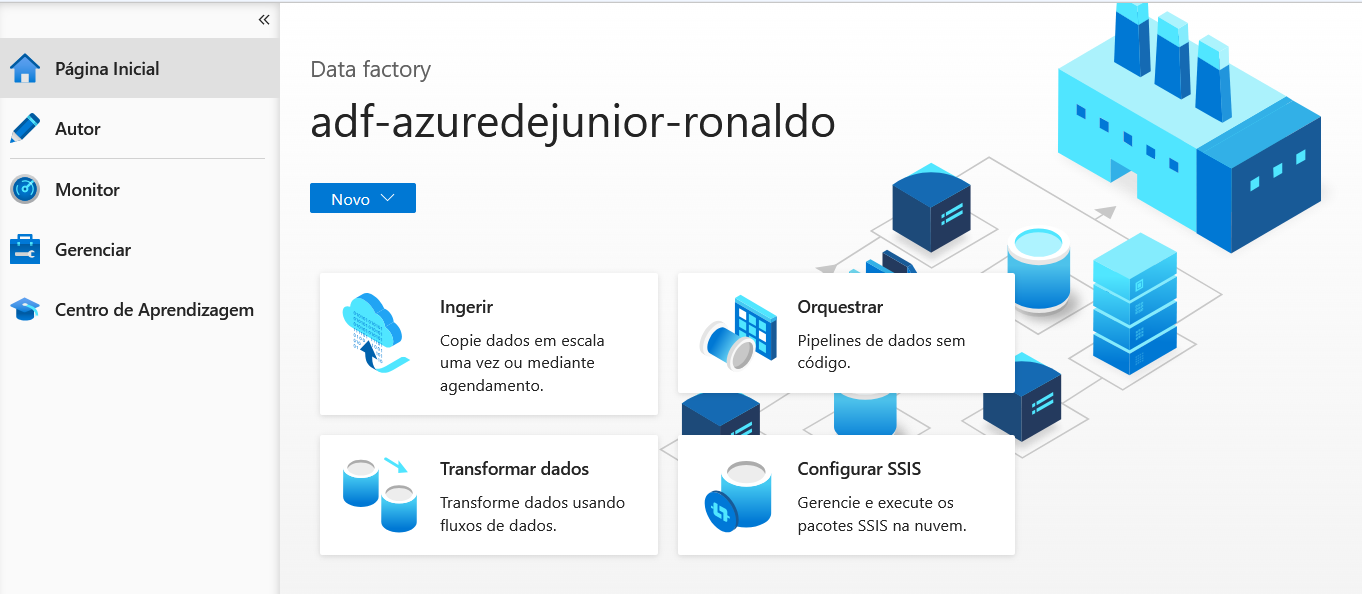 «
Página Inicial
Autor
Monitor
Gerenciar
Centro de Aprendizagem
Data factory
adf-azuredejunior-ronaldo
Novo
Ingerir
Copie dados em escala
uma vez ou mediante
agendamento.
Orquestrar
Pipelines de dados sem
código.
Transformar dados
Transforme dados usando
fluxos de dados.
Configurar SSIS
Gerencie e execute os
pacotes SSIS na nuvem.